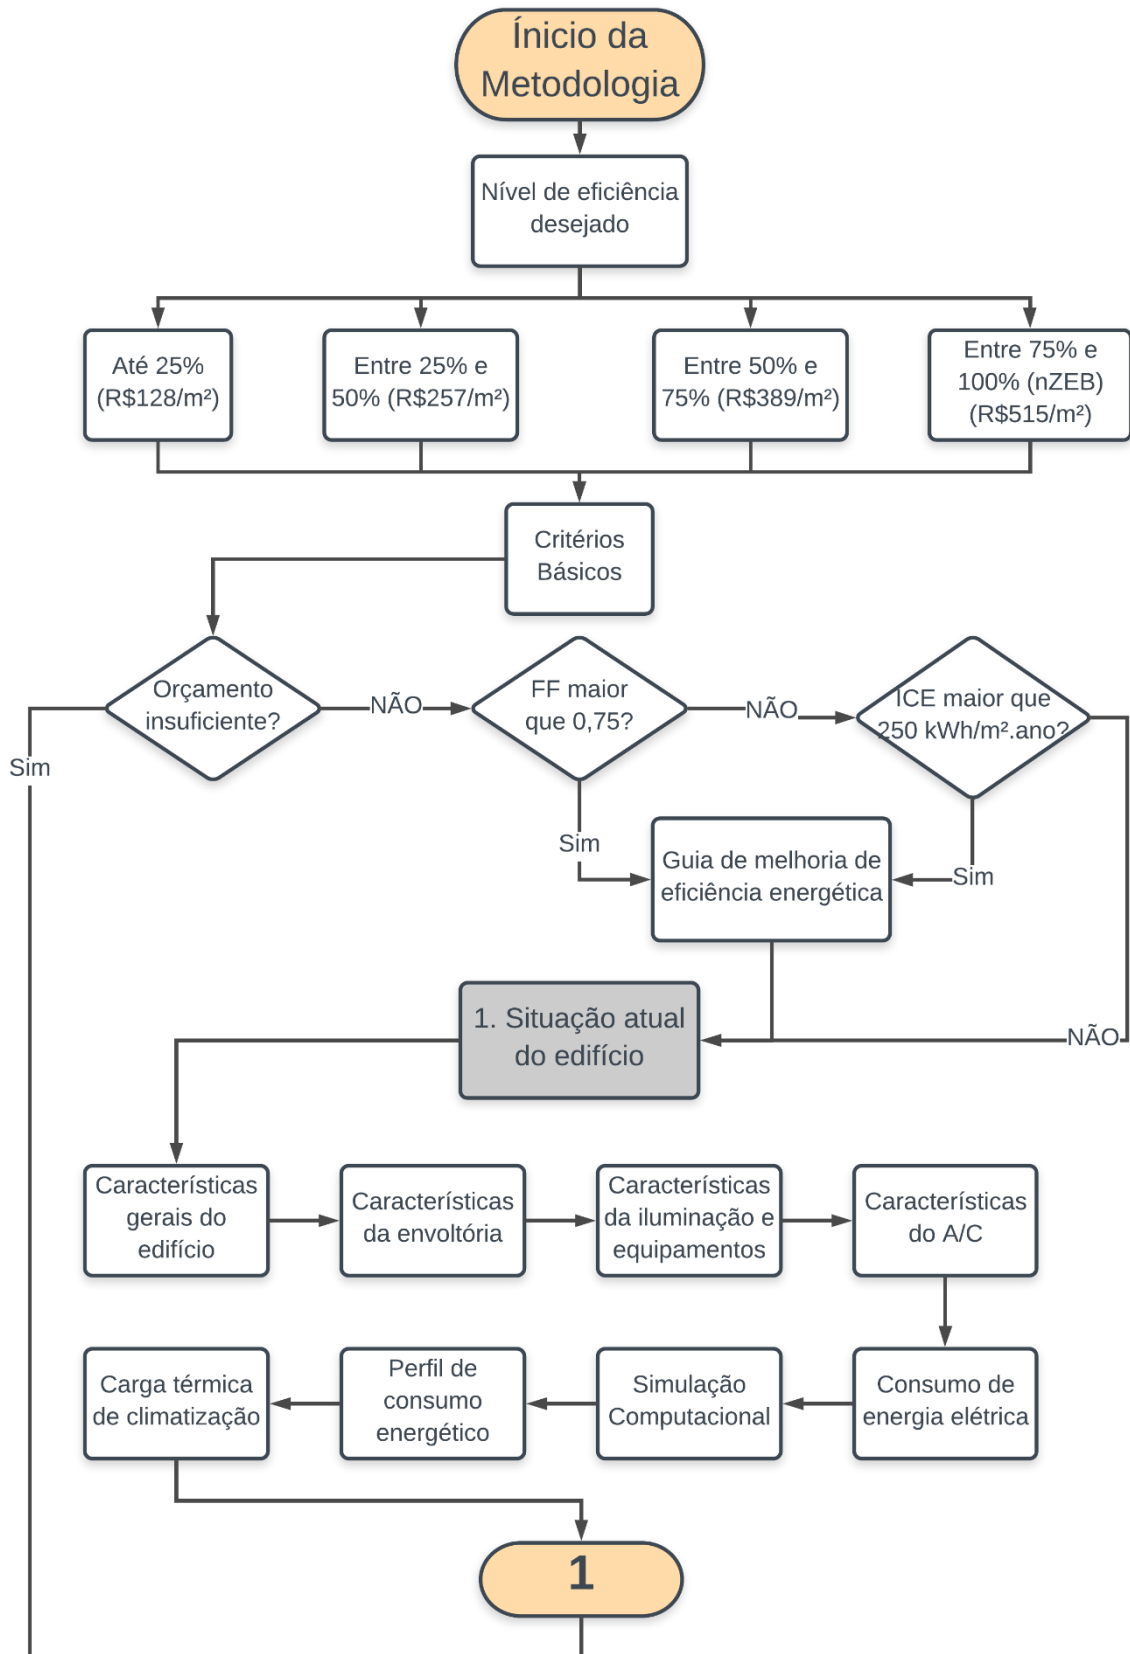 Ínicio da
Metodologia
Nível de eficiência
desejado
Até 25%
(R$128/m²)
Entre 25% e
50% (R$257/m²)
Entre 50% e
75% (R$389/m²)
Entre 75% e
100% (nZEB)
(R$515/m²)
Critérios
Básicos
Orçamento
insuficiente?
NÃO
FF maior
que 0,75?
NÃO
ICE maior que
250 kWh/m².ano?
Sim
Sim
Guia de melhoria de
eficiência energética
Sim
1. Situação atual
do edifício
NÃO
Características
gerais do
edifício
Características
da envoltória
Características
da iluminação e
equipamentos
Características
do A/C
Carga térmica
de climatização
Perfil de
consumo
energético
Simulação
Computacional
Consumo de
energia elétrica
1